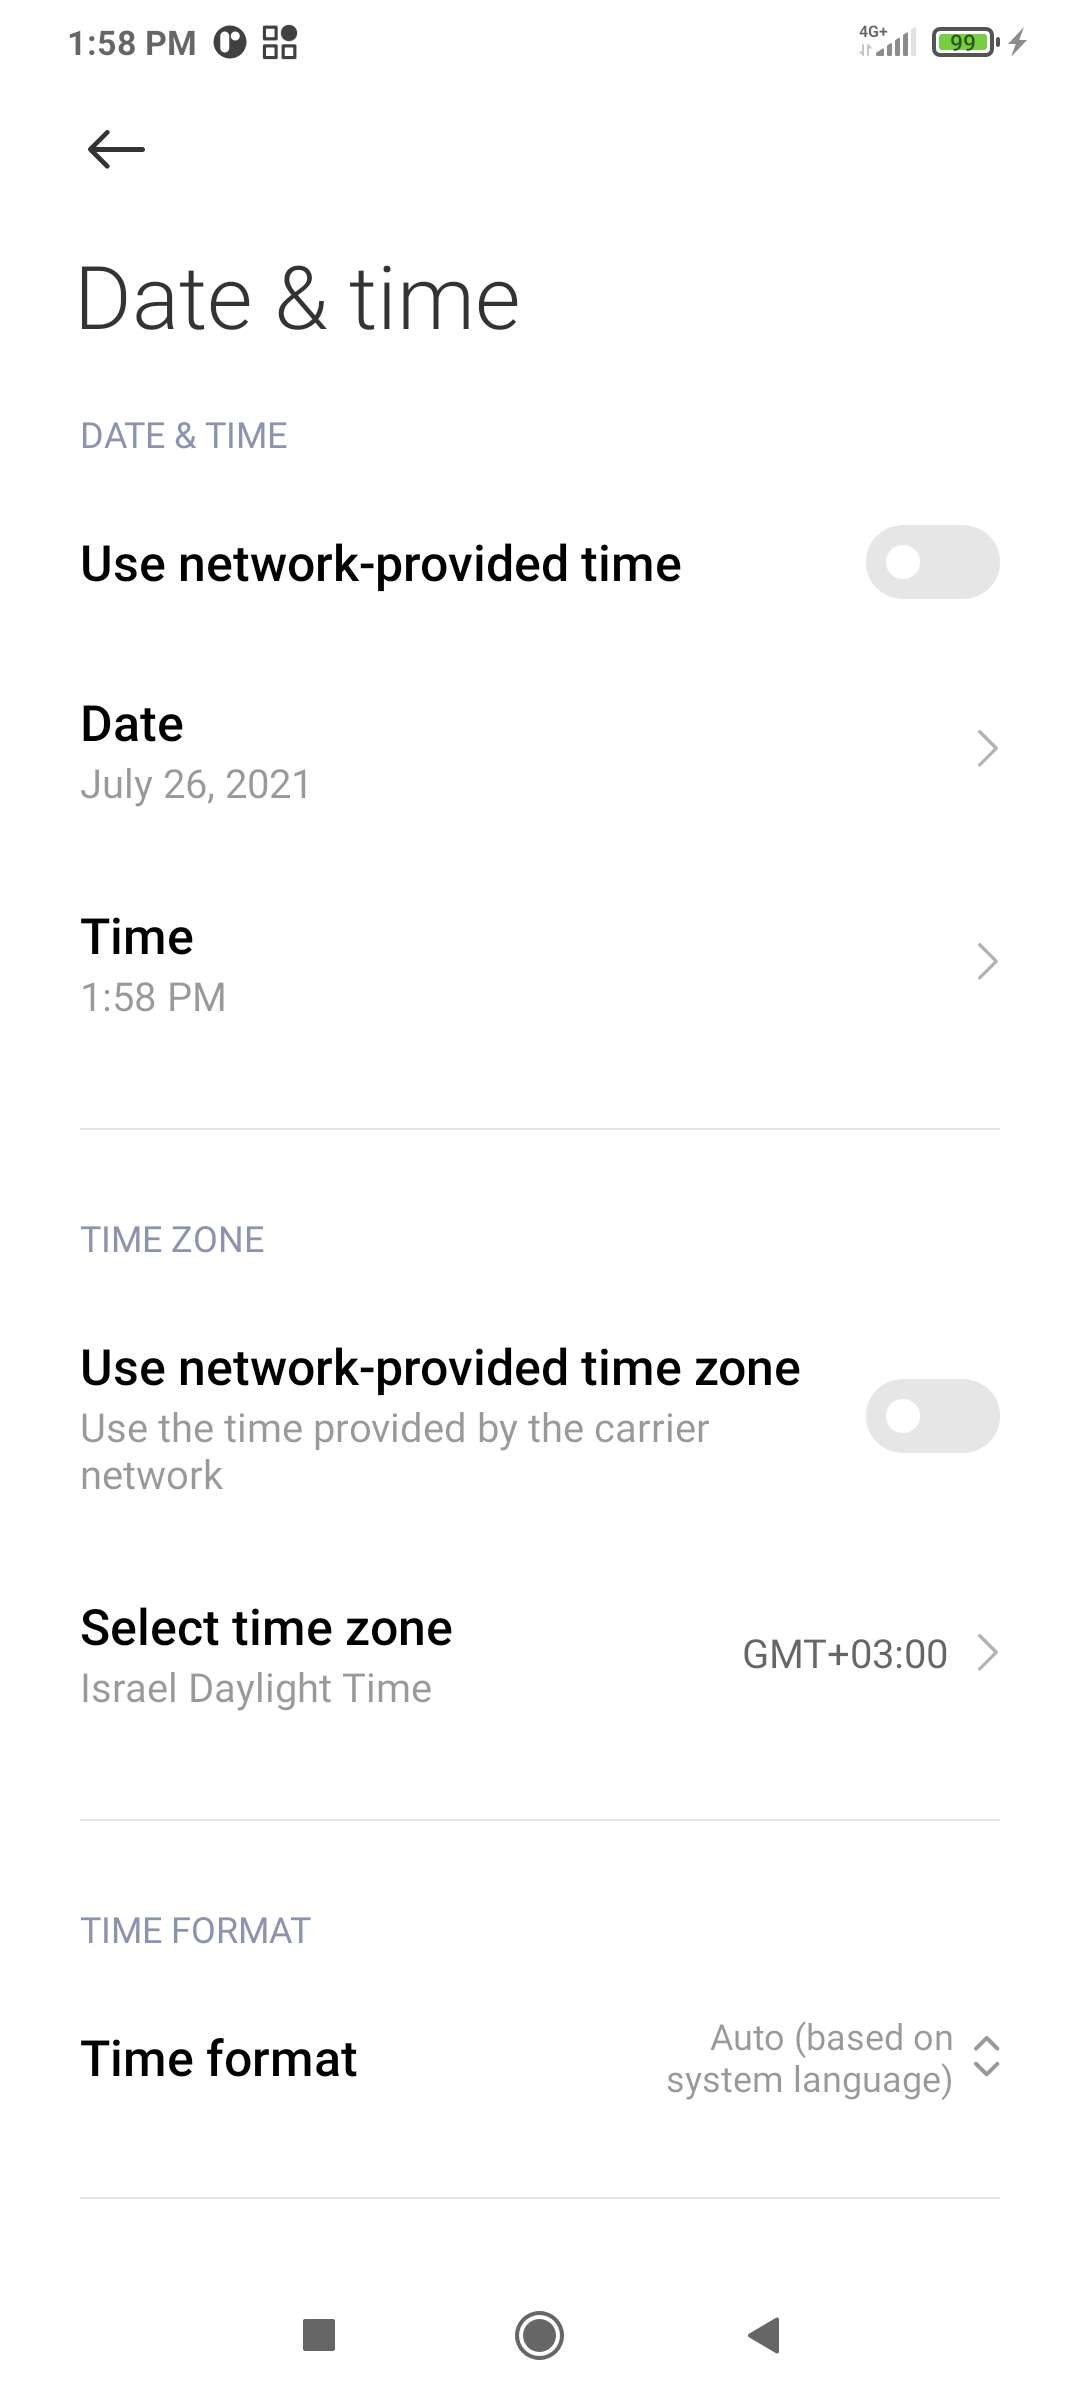 1:58 PM
4G+
99
Date & time
DATE & TIME
Use network-provided time
Date
July 26, 2021
Time
1:58 PM
TIME ZONE
Use network-provided time zone
Use the time provided by the carrier
network
Select time zone
Israel Daylight Time
GMT+03:00
TIME FORMAT
Time format
Auto (based on
system language)